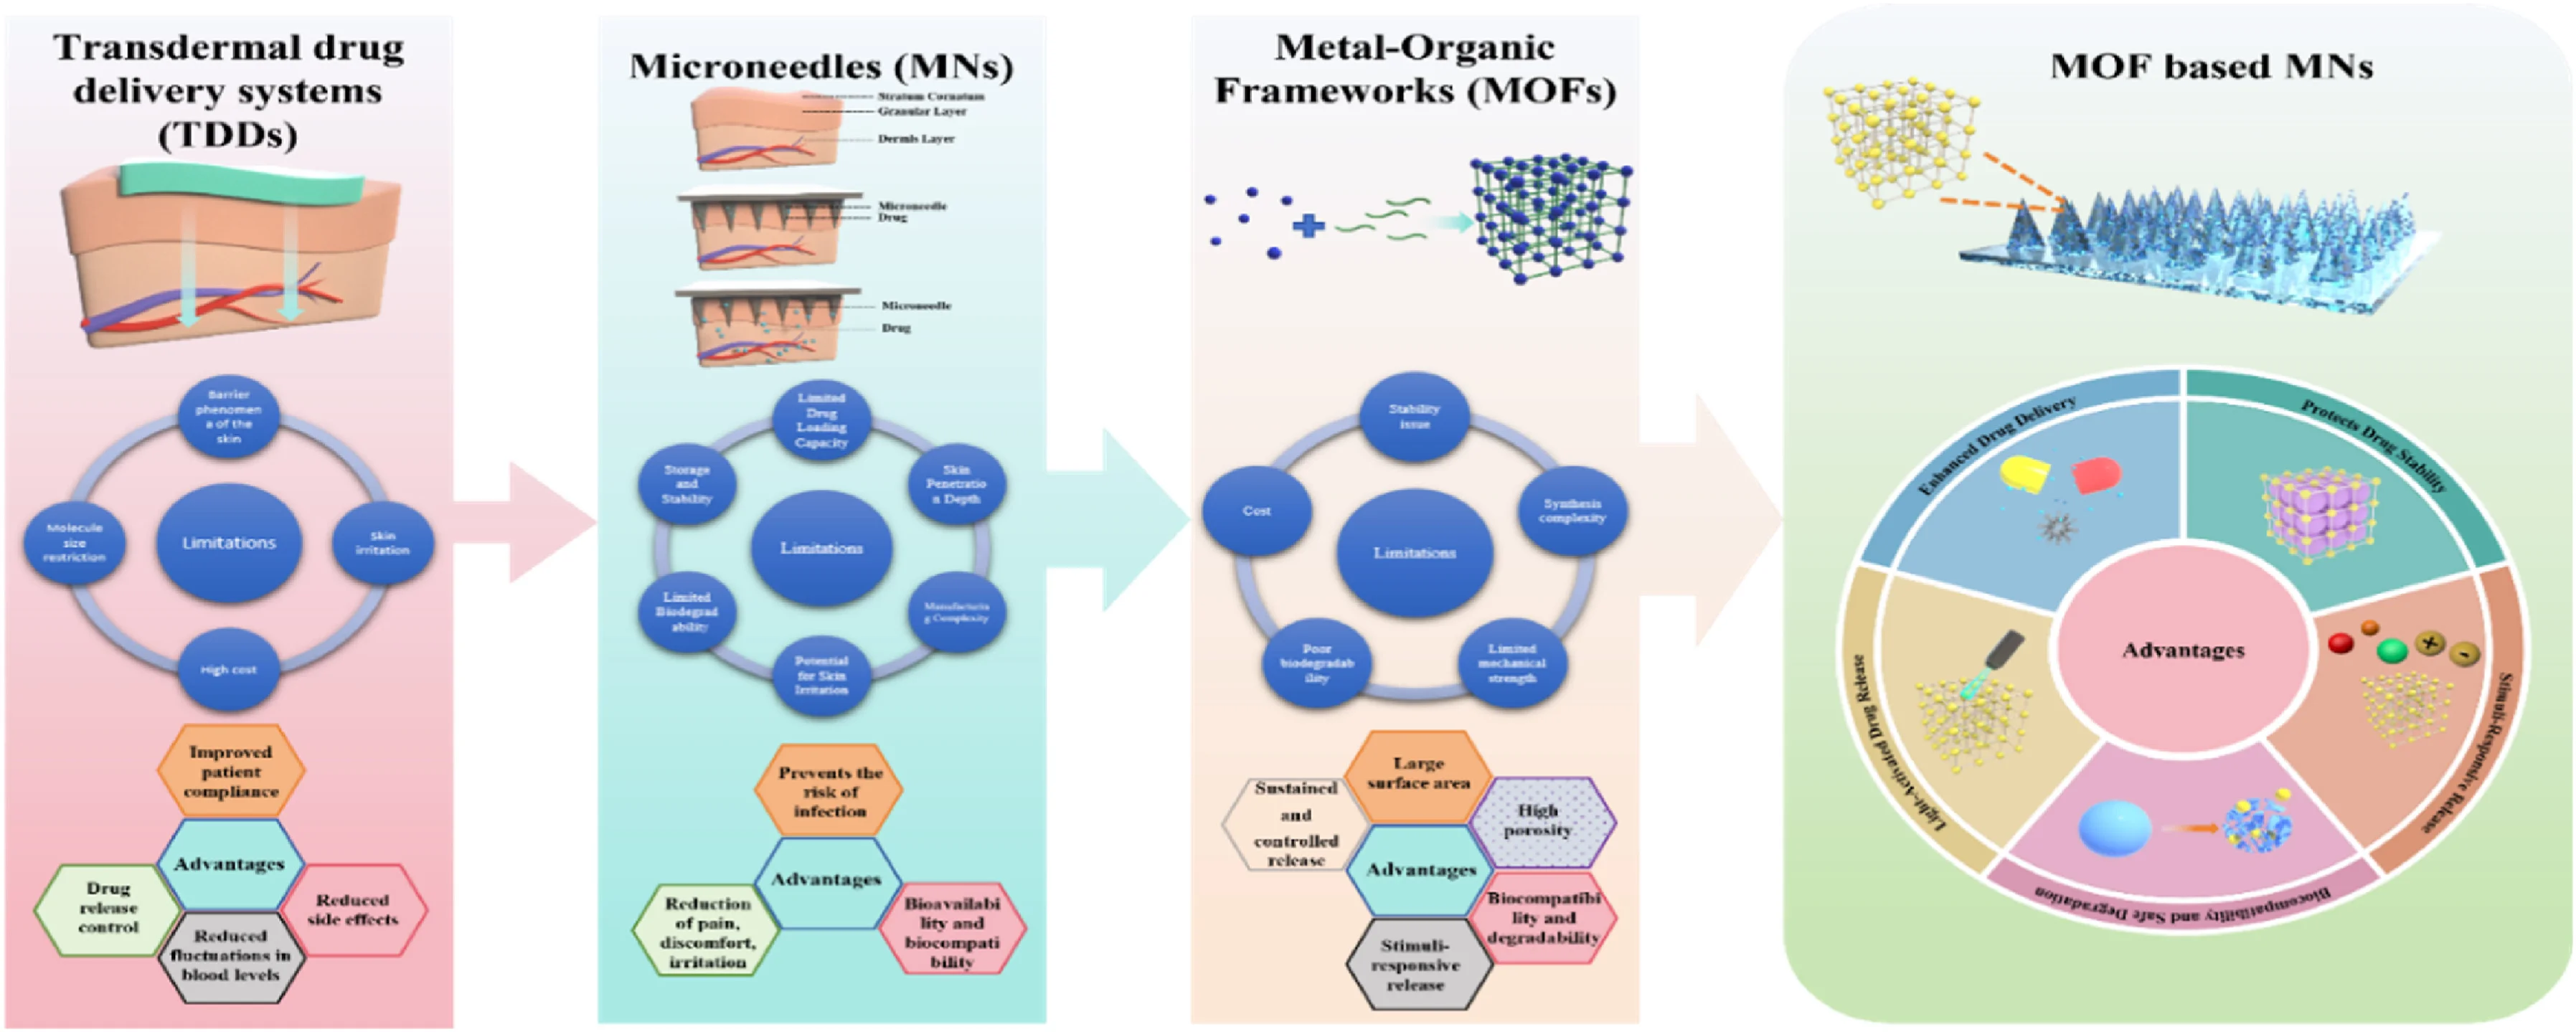 Transdermal drug
delivery systems
(TDDs)
Barrier
phenomen
a of the
skin
Molecule
size
restriction
Limitations
Skin
irritation
High cost
Improved
patient
compliance
Advantages
Drug
release
control
Reduced
side effects
Reduced
fluctuations in
blood levels
Microneedles (MNs)
Stratum Cornatum
Granular Layer
Dermis Layer
Microneedle
Drug
Microneedle
Drug
Limited
Drug
Loading
Capacity
Storage
and
Stability
Skin
Penetratio
n Depth
Limitations
Limited
Biodegrad
ability
Manufacturin
g Complexity
Potential
for Skin
Irritation
Prevents the
risk of
infection
Advantages
Reduction
of pain,
discomfort,
irritation
Bioavailabi
lity and
biocompati
bility
Metal-Organic
Frameworks (MOFs)
Stability
issue
Cost
Synthesis
complexity
Limitations
Poor
biodegradab
ility
Limited
mechanical
strength
Large
surface area
Sustained
and
controlled
release
High
porosity
Advantages
Biocompatibi
lity and
degradability
Stimuli-
responsive
release
MOF based MNs
Enhanced Drug Delivery
Protects Drug Stability
Advantages
Light-Activated Drug Release
Stimuli-Responsive Release
Biocompatibility and Safe Degradation